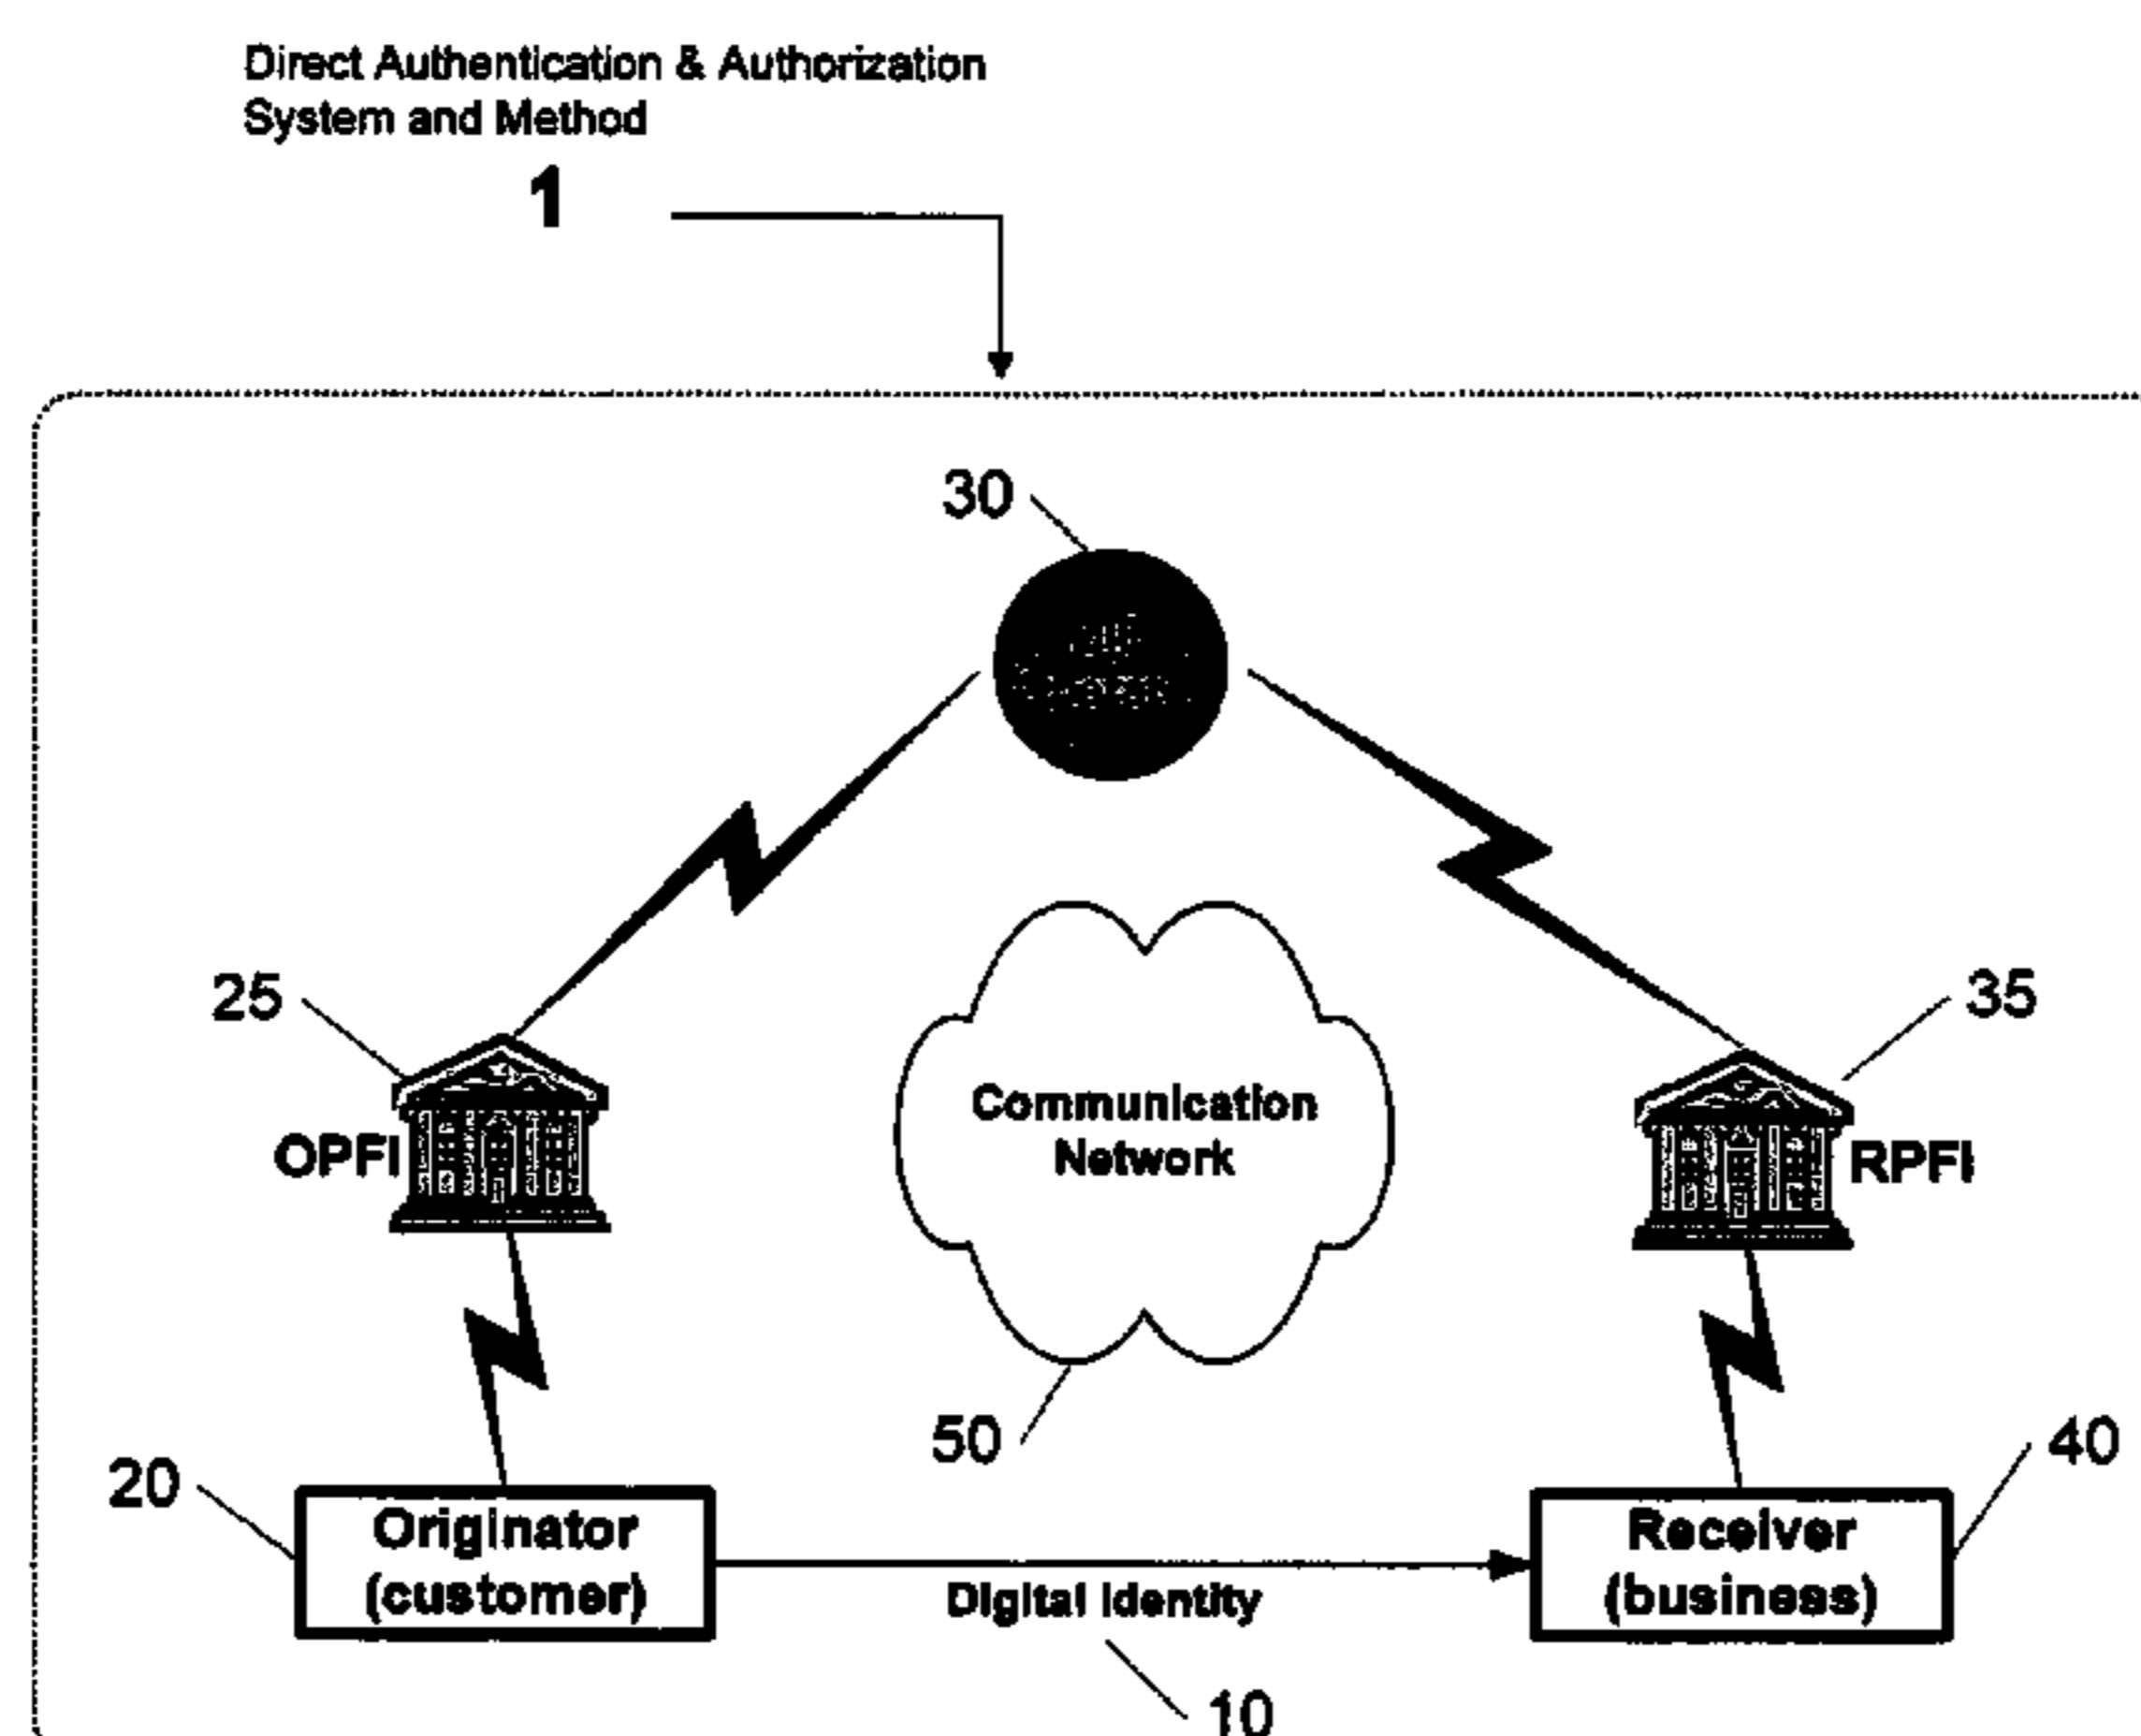 Direct Authentication & Authorization
System and Method
1
30
25
35
Communication
Network
OPFI
RPFI
50
20
40
Originator
(customer)
Receiver
(business)
Digital Identity
10